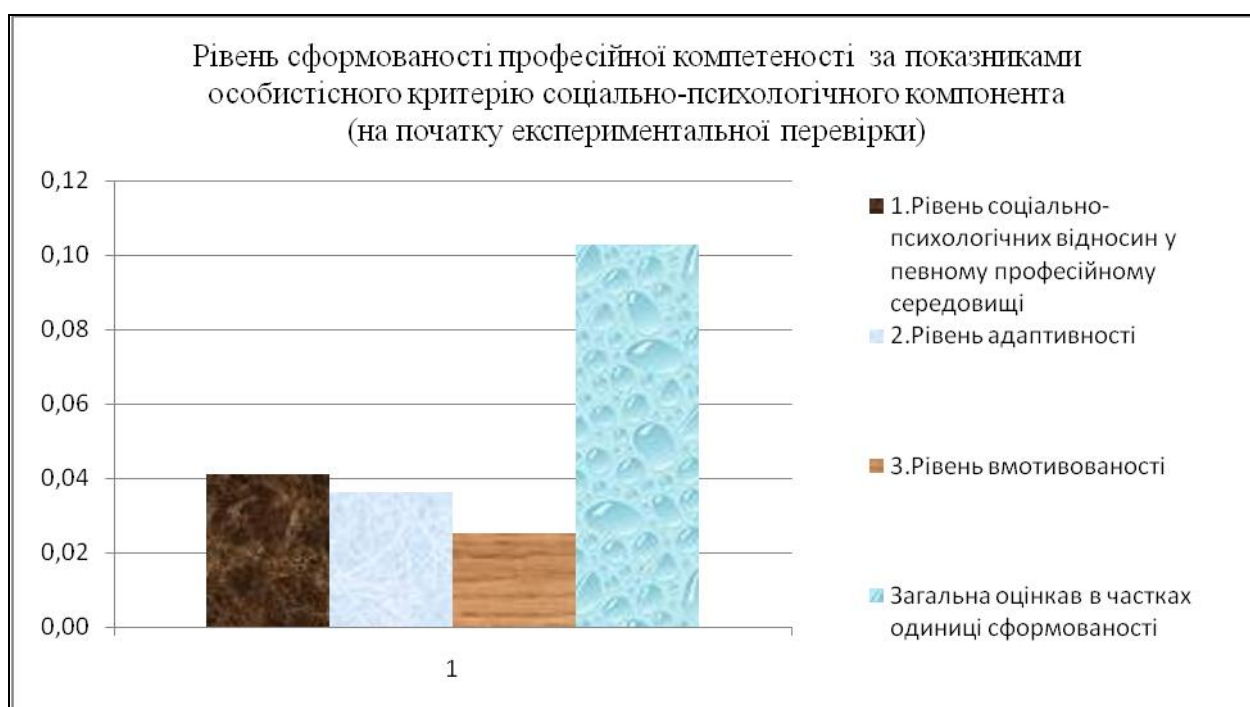 Рівень сформованості професійної компетеності за показниками
особистісного критерію соціально-психологічного компонента
(на початку експериментальної перевірки)
0,12
0,10
0,08
0,06
0,04
0,02
0,00
1
1.Рівень соціально-
психологічних відносин у
певному професійному
середовищі
2.Рівень адаптивності
3.Рівень вмотивованості
Загальна оцінкав в частках
одиниці сформованості